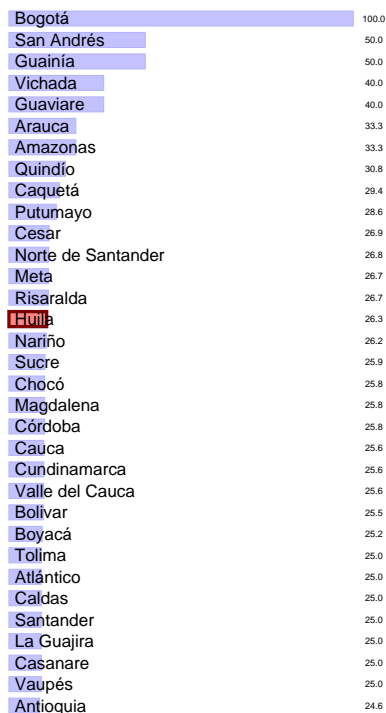 Bogotá 100.0
San Andrés 50.0
Guainía 50.0
Vichada 40.0
Guaviare 40.0
Arauca 33.3
Amazonas 33.3
Quindío 30.8
Caquetá 29.4
Putumayo 28.6
Cesar 26.9
Norte de Santander 26.8
Meta 26.7
Risaralda 26.7
Huila 26.3
Nariño 26.2
Sucre 25.9
Chocó 25.8
Magdalena 25.8
Córdoba 25.8
Cauca 25.6
Cundinamarca 25.6
Valle del Cauca 25.6
Bolivar 25.5
Boyacá 25.2
Tolima 25.0
Atlántico 25.0
Caldas 25.0
Santander 25.0
La Guajira 25.0
Casanare 25.0
Vaupés 25.0
Antioquia 24.6